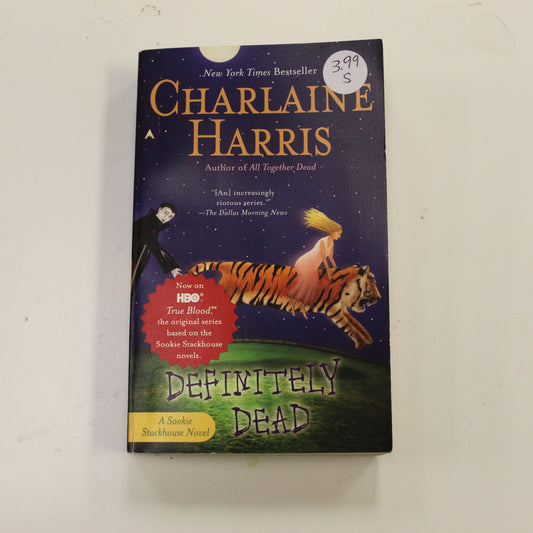 New York Times Bestseller
3.99
S
CHARLAINE
HARRIS
Author of All Together Dead
"[An] increasingly
riotous series."
—The Dallas Morning News
Now on
HBO®
True Blood,™
the original series
based on the
Sookie Stackhouse
novels.
DEFINITELY
DEAD
A Sookie
Stackhouse Novel